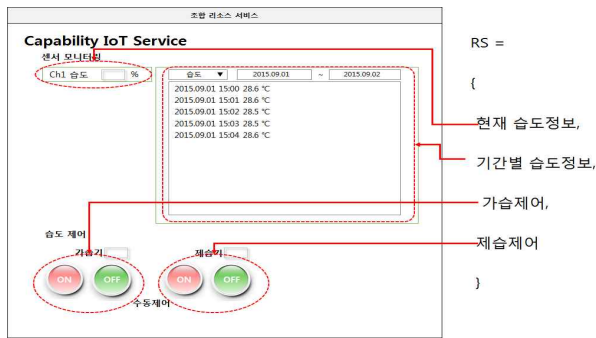 조합 리소스 서비스
Capability IoT Service
센서 모니터링
Ch1 습도 %
습도 ▼ 2015.09.01 ~ 2015.09.02
2015.09.01 15:00 28.6 ℃
2015.09.01 15:01 28.6 ℃
2015.09.01 15:02 28.5 ℃
2015.09.01 15:03 28.5 ℃
2015.09.01 15:04 28.6 ℃
습도 제어
가습기 제습기
ON OFF ON OFF
수동제어
RS =
{
현재 습도정보,
기간별 습도정보,
가습제어,
제습제어
}